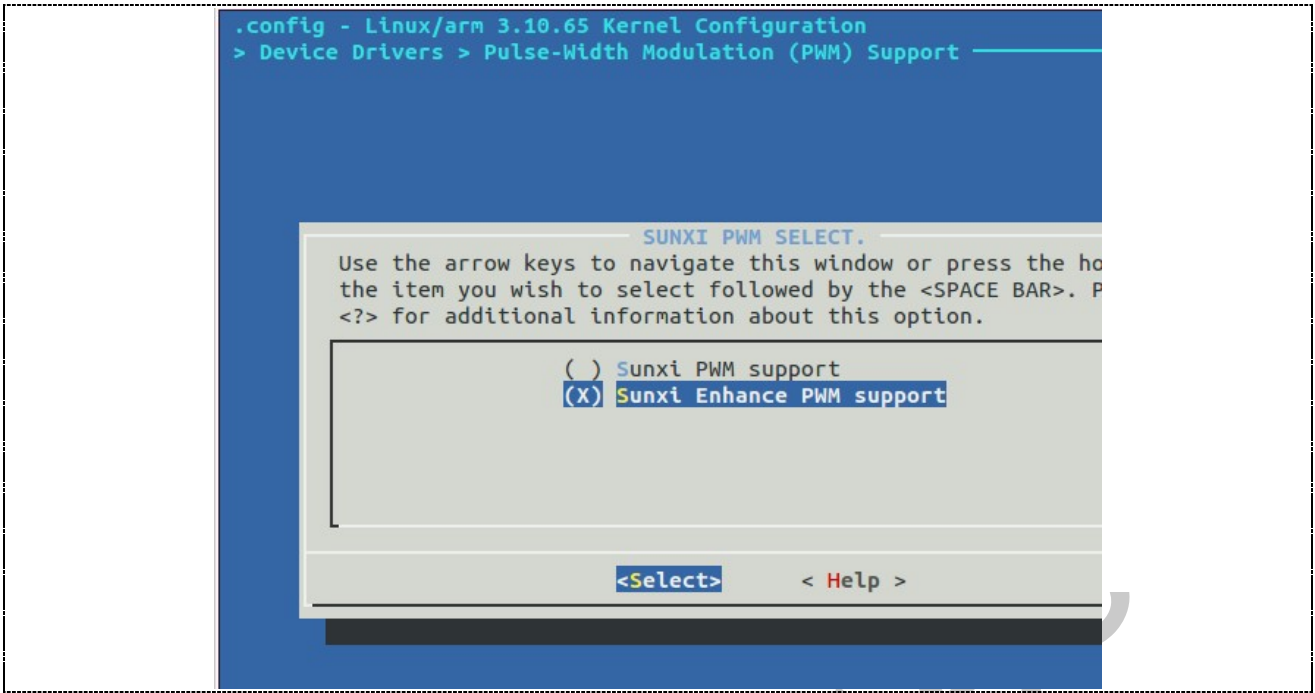 .config - Linux/arm 3.10.65 Kernel Configuration
> Device Drivers > Pulse-Width Modulation (PWM) Support
SUNXI PWM SELECT.
Use the arrow keys to navigate this window or press the ho
the item you wish to select followed by the <SPACE BAR>. P
<?> for additional information about this option.
( ) Sunxi PWM support
(X) Sunxi Enhance PWM support
<Select> < Help >